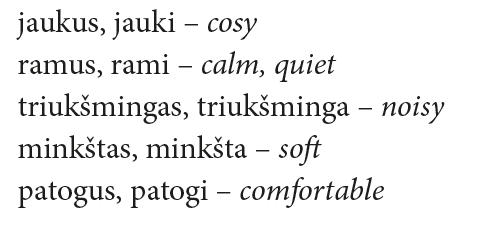 jaukus, jauki – cosy
ramus, rami – calm, quiet
triukšmingas, triukšminga – noisy
minkštas, minkšta – soft
patogus, patogi – comfortable